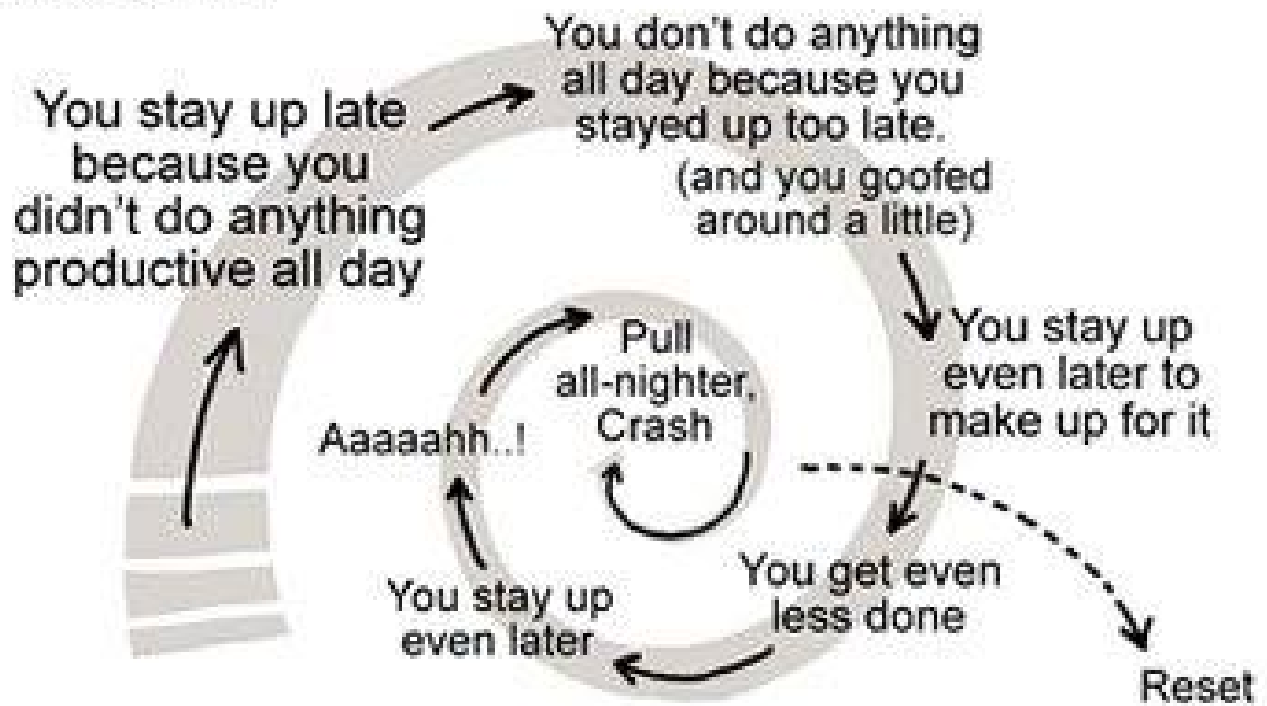 You stay up late
because you
didn't do anything
productive all day
You don't do anything
all day because you
stayed up too late.
(and you goofed
around a little)
You stay up
even later to
make up for it
You get even
less done
You stay up
even later
Aaaaahh..!
Pull
all-nighter,
Crash
Reset